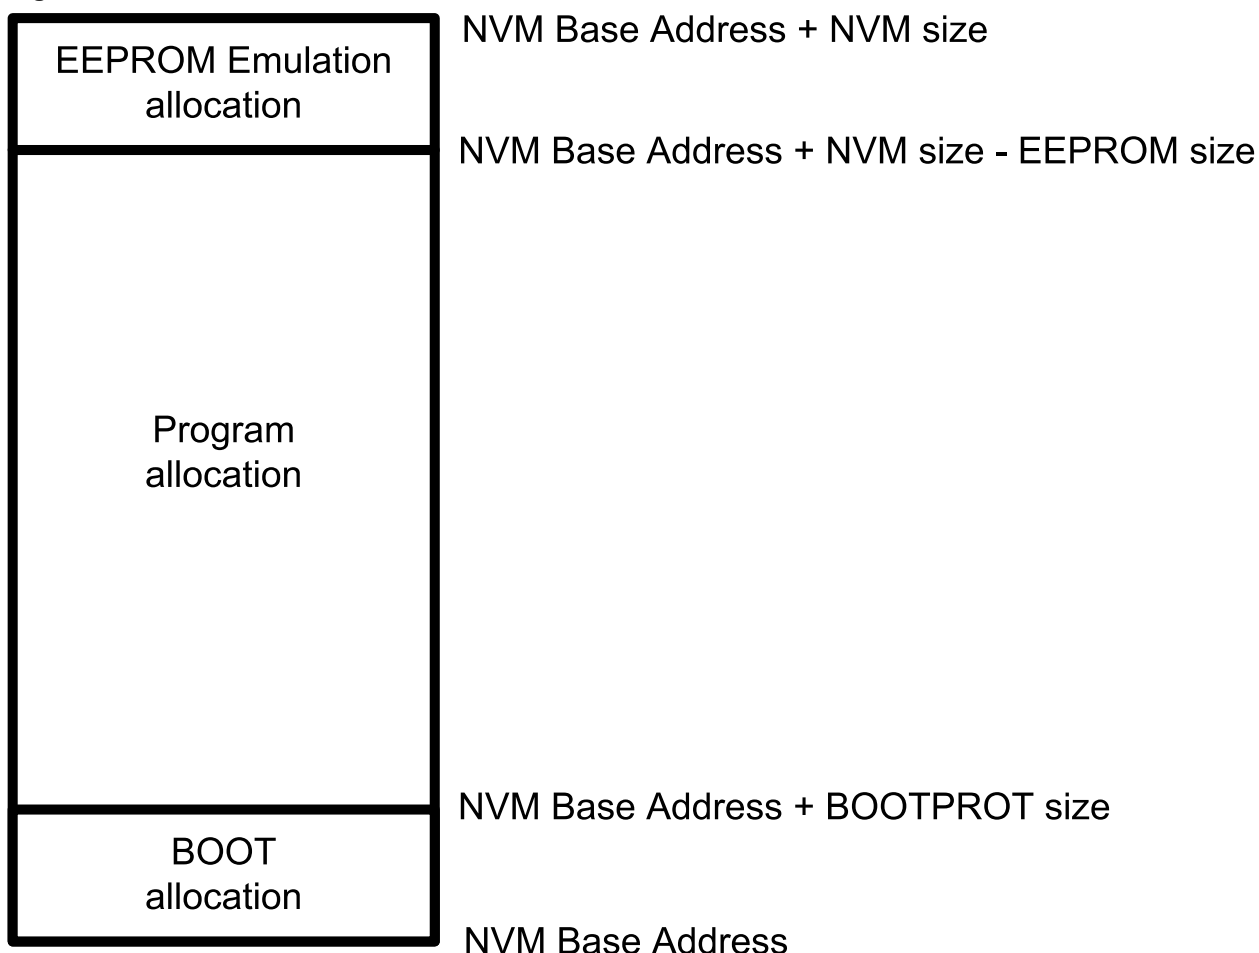 NVM Base Address + NVM size
EEPROM Emulation
allocation
NVM Base Address + NVM size - EEPROM size
Program
allocation
NVM Base Address + BOOTPROT size
BOOT
allocation
NVM Base Address